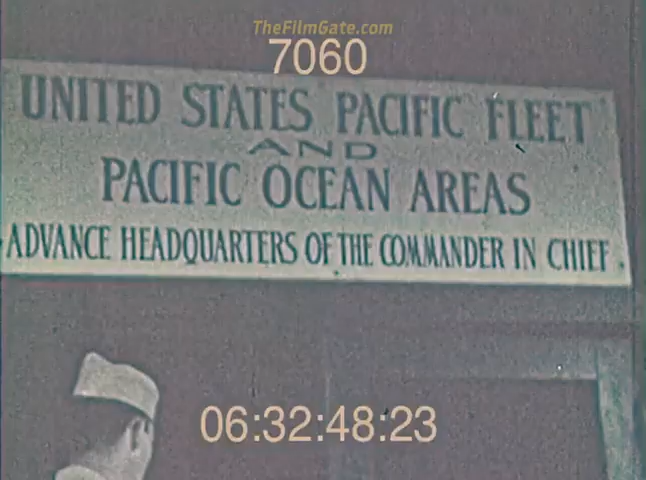 TheFilmGate.com
7060
UNITED STATES PACIFIC FLEET
AND
PACIFIC OCEAN AREAS
ADVANCE HEADQUARTERS OF THE COMMANDER IN CHIEF.
06:32:48:23